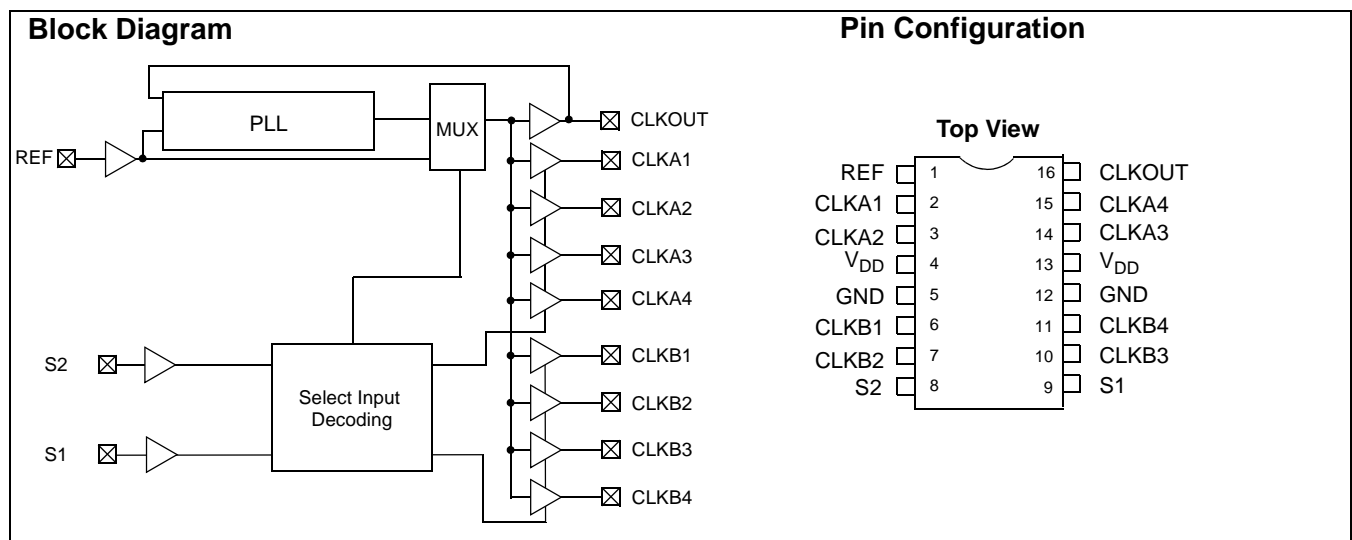 Block Diagram
PLL
MUX
REF
S2
S1
Select Input
Decoding
CLKOUT
CLKA1
CLKA2
CLKA3
CLKA4
CLKB1
CLKB2
CLKB3
CLKB4
Pin Configuration
Top View
REF 1 16 CLKOUT
CLKA1 2 15 CLKA4
CLKA2 3 14 CLKA3
VDD 4 13 VDD
GND 5 12 GND
CLKB1 6 11 CLKB4
CLKB2 7 10 CLKB3
S2 8 9 S1